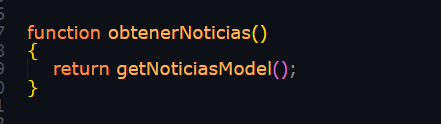 function obtenerNoticias()
{
return getNoticiasModel();
}